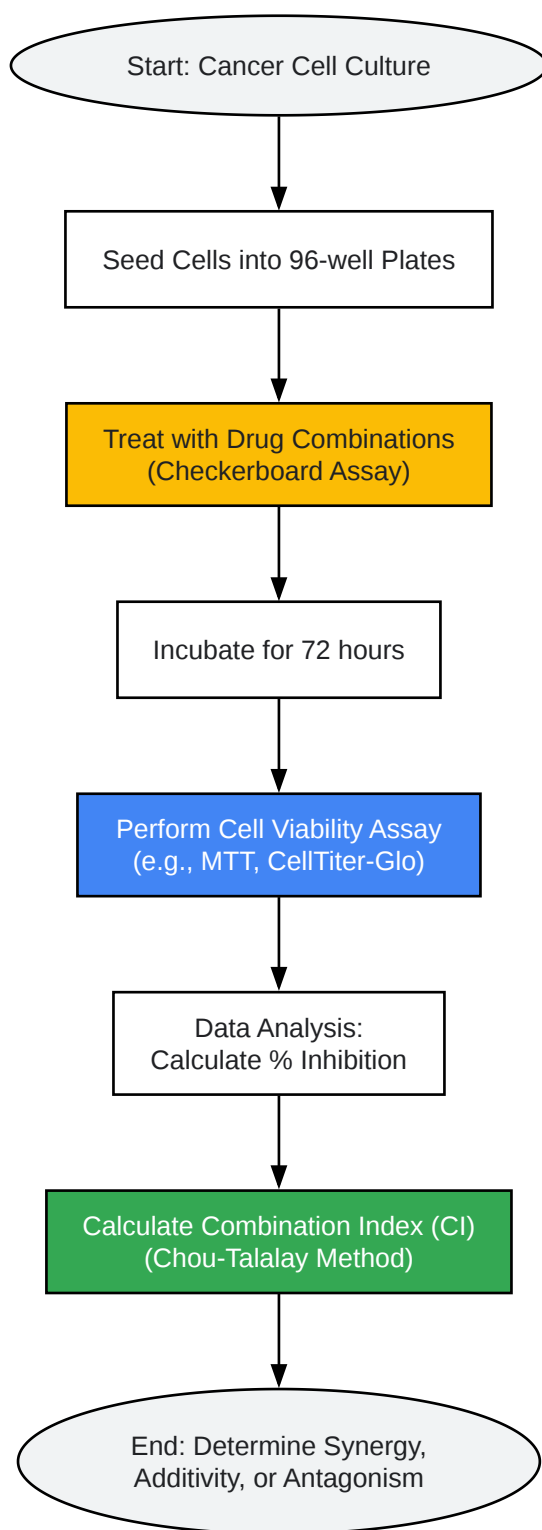 Start: Cancer Cell Culture
Seed Cells into 96-well Plates
Treat with Drug Combinations
(Checkerboard Assay)
Incubate for 72 hours
Perform Cell Viability Assay
(e.g., MTT, CellTiter-Glo)
Data Analysis:
Calculate % Inhibition
Calculate Combination Index (CI)
(Chou-Talalay Method)
End: Determine Synergy,
Additivity, or Antagonism